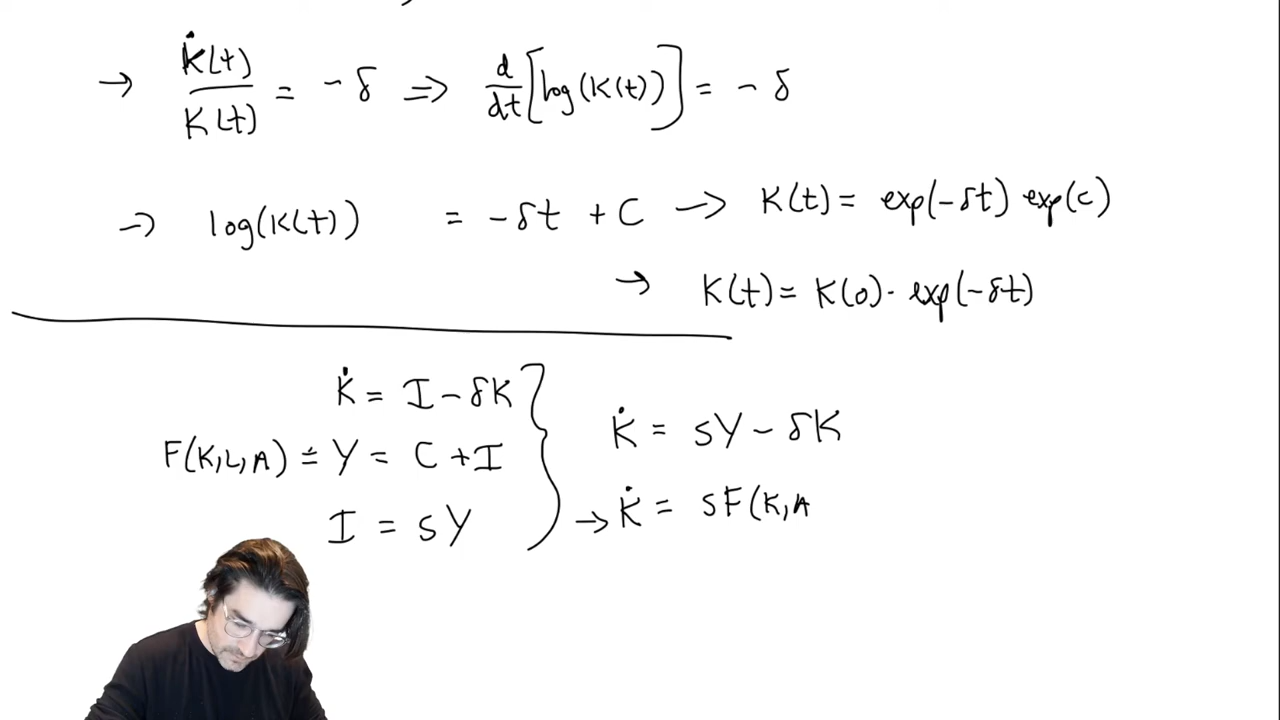 → K̇(t)/K(t) = -δ ⇒ d/dt[log(K(t))] = -δ
→ log(K(t)) = -δt + C → K(t) = exp(-δt) exp(c)
→ K(t) = K(0) · exp(-δt)
K̇ = I - δK
F(K,L,A) = Y = C + I
I = sY
K̇ = sY - δK
→ K̇ = sF(K,A